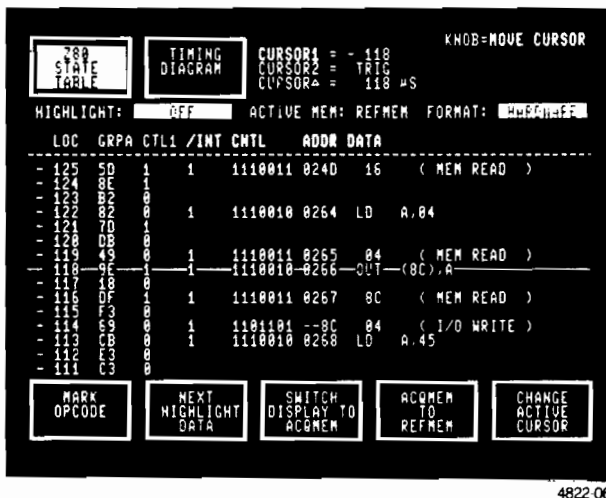 KNOB=MOVE CURSOR
Z80 STATE TABLE
TIMING DIAGRAM
CURSOR1 = - 118
CURSOR2 = TRIG
CURSOR = 118 µS
HIGHLIGHT: OFF ACTIVE MEM: REFMEM FORMAT: HARDWARE
LOC GRPA CTL1 /INT CNTL ADDR DATA
- 125 5D 1 1 1110011 024D 16 ( MEM READ )
- 124 8E 1
- 123 B2 0
- 122 82 0 1 1110010 0264 LD A,04
- 121 7D 1
- 120 DB 0
- 119 49 0 1 1110011 0265 04 ( MEM READ )
- 118 9E 1 1 1110010 0266 OUT (8C),A
- 117 18 0
- 116 DF 1 1 1110011 0267 8C ( MEM READ )
- 115 F3 0
- 114 69 0 1 1101101 --8C 04 ( I/O WRITE )
- 113 CB 0 1 1110010 0268 LD A,45
- 112 E3 0
- 111 C3 0
MARK OPCODE
NEXT HIGHLIGHT DATA
SWITCH DISPLAY TO ACQMEM
ACQMEM TO REFMEM
CHANGE ACTIVE CURSOR